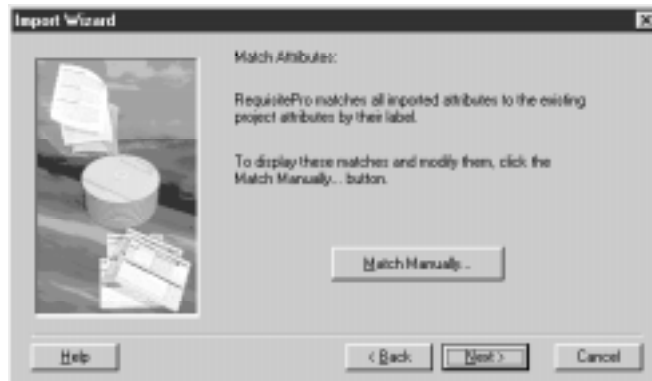 Import Wizard
Match Attributes:
RequisitePro matches all imported attributes to the existing
project attributes by their label.
To display these matches and modify them, click the
Match Manually... button.
Match Manually...
Help
< Back
Next >
Cancel